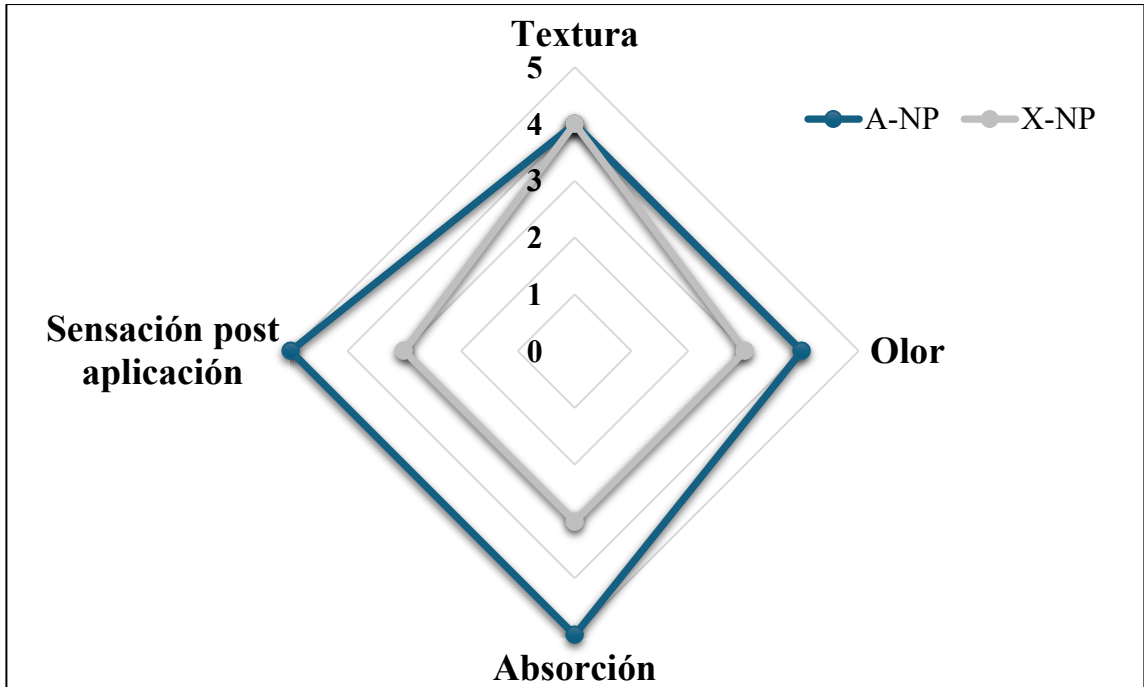 Textura
5
4
3
2
1
0
A-NP
X-NP
Olor
Sensación post
aplicación
Absorción